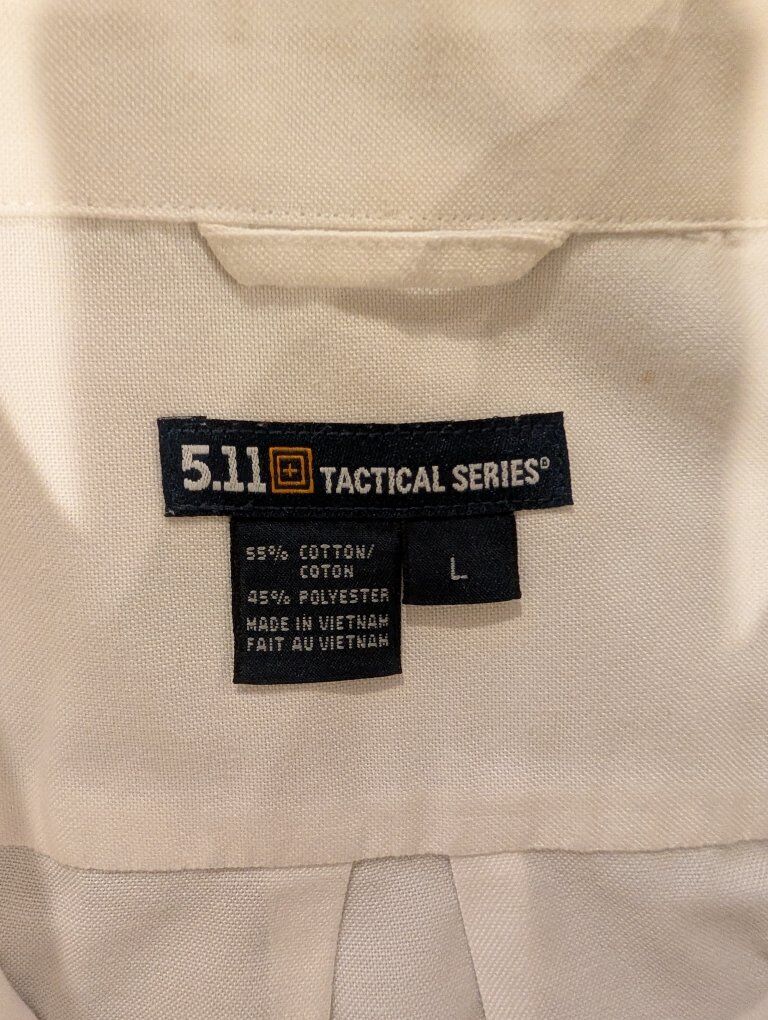 5.11 TACTICAL SERIES®
55% COTTON/
COTON
45% POLYESTER
MADE IN VIETNAM
FAIT AU VIETNAM
L